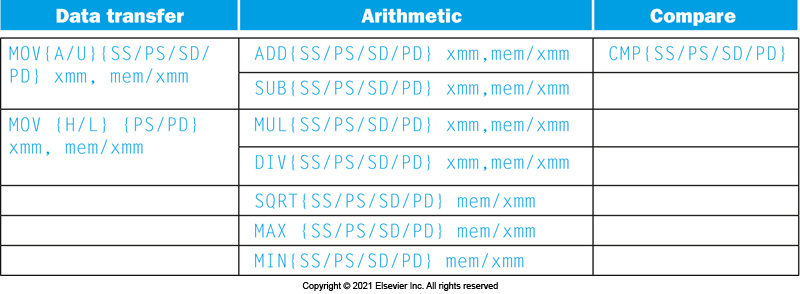 Data transfer Arithmetic Compare
MOV{A/U}{SS/PS/SD/
PD} xmm, mem/xmm
ADD{SS/PS/SD/PD} xmm,mem/xmm
CMP{SS/PS/SD/PD}
SUB{SS/PS/SD/PD} xmm,mem/xmm
MOV {H/L} {PS/PD}
xmm, mem/xmm
MUL{SS/PS/SD/PD} xmm,mem/xmm
DIV{SS/PS/SD/PD} xmm,mem/xmm
SQRT{SS/PS/SD/PD} mem/xmm
MAX {SS/PS/SD/PD} mem/xmm
MIN{SS/PS/SD/PD} mem/xmm
Copyright © 2021 Elsevier Inc. All rights reserved